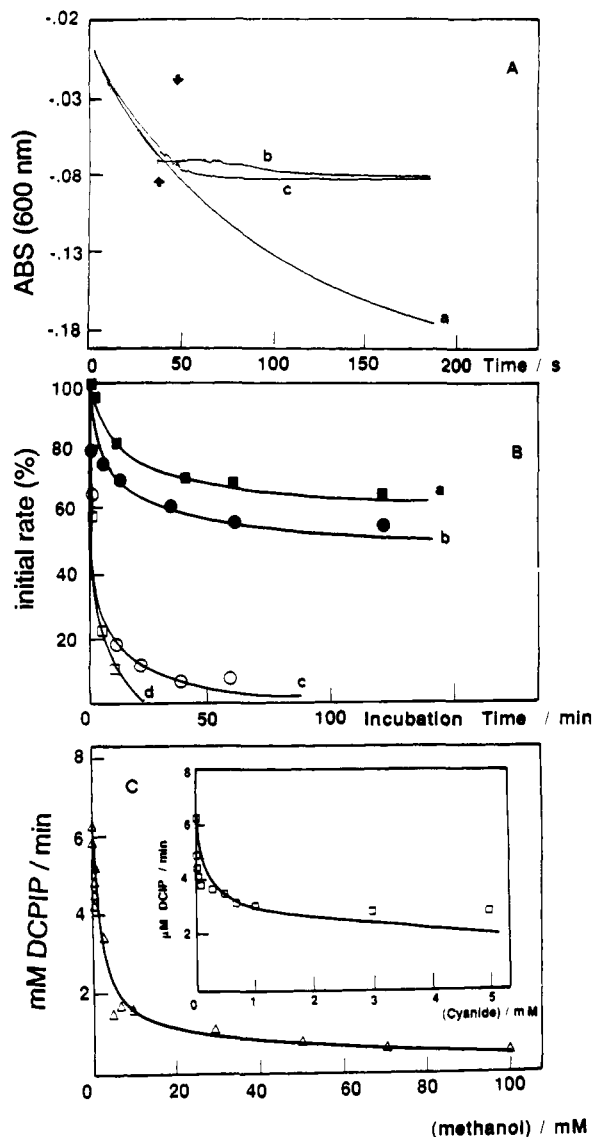 -.02
A
-.03
ABS (600 nm)
b
-.08
c
-.13
a
-.18
0 50 100 150 200 Time / s
100
B
80
initial rate (%)
a
60
b
40
20
d
c
0 50 100 Incubation Time / min
8
C
8
6
mM DCPIP / min
μM DCIP / min
6
4
4
2
2
0 1 2 3 4 5
(Cyanide) / mM
0 20 40 60 80 100
(methanol) / mM